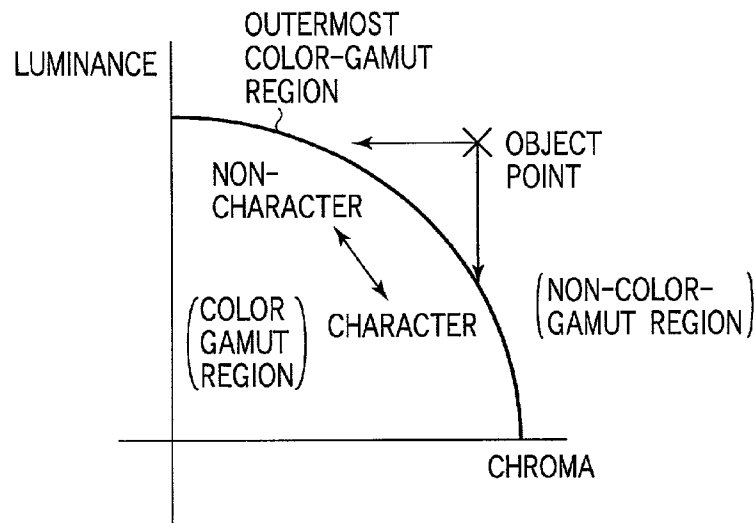 OUTERMOST
COLOR-GAMUT
REGION
LUMINANCE
OBJECT
POINT
NON-
CHARACTER
(NON-COLOR-
GAMUT REGION)
(COLOR
GAMUT
REGION)
CHARACTER
CHROMA